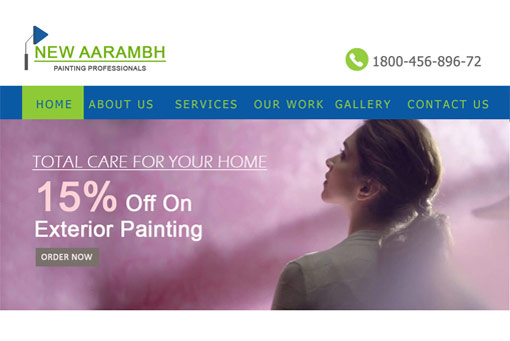 NEW AARAMBH
PAINTING PROFESSIONALS
1800-456-896-72
HOME ABOUT US SERVICES OUR WORK GALLERY CONTACT US
TOTAL CARE FOR YOUR HOME
15% Off On
Exterior Painting
ORDER NOW